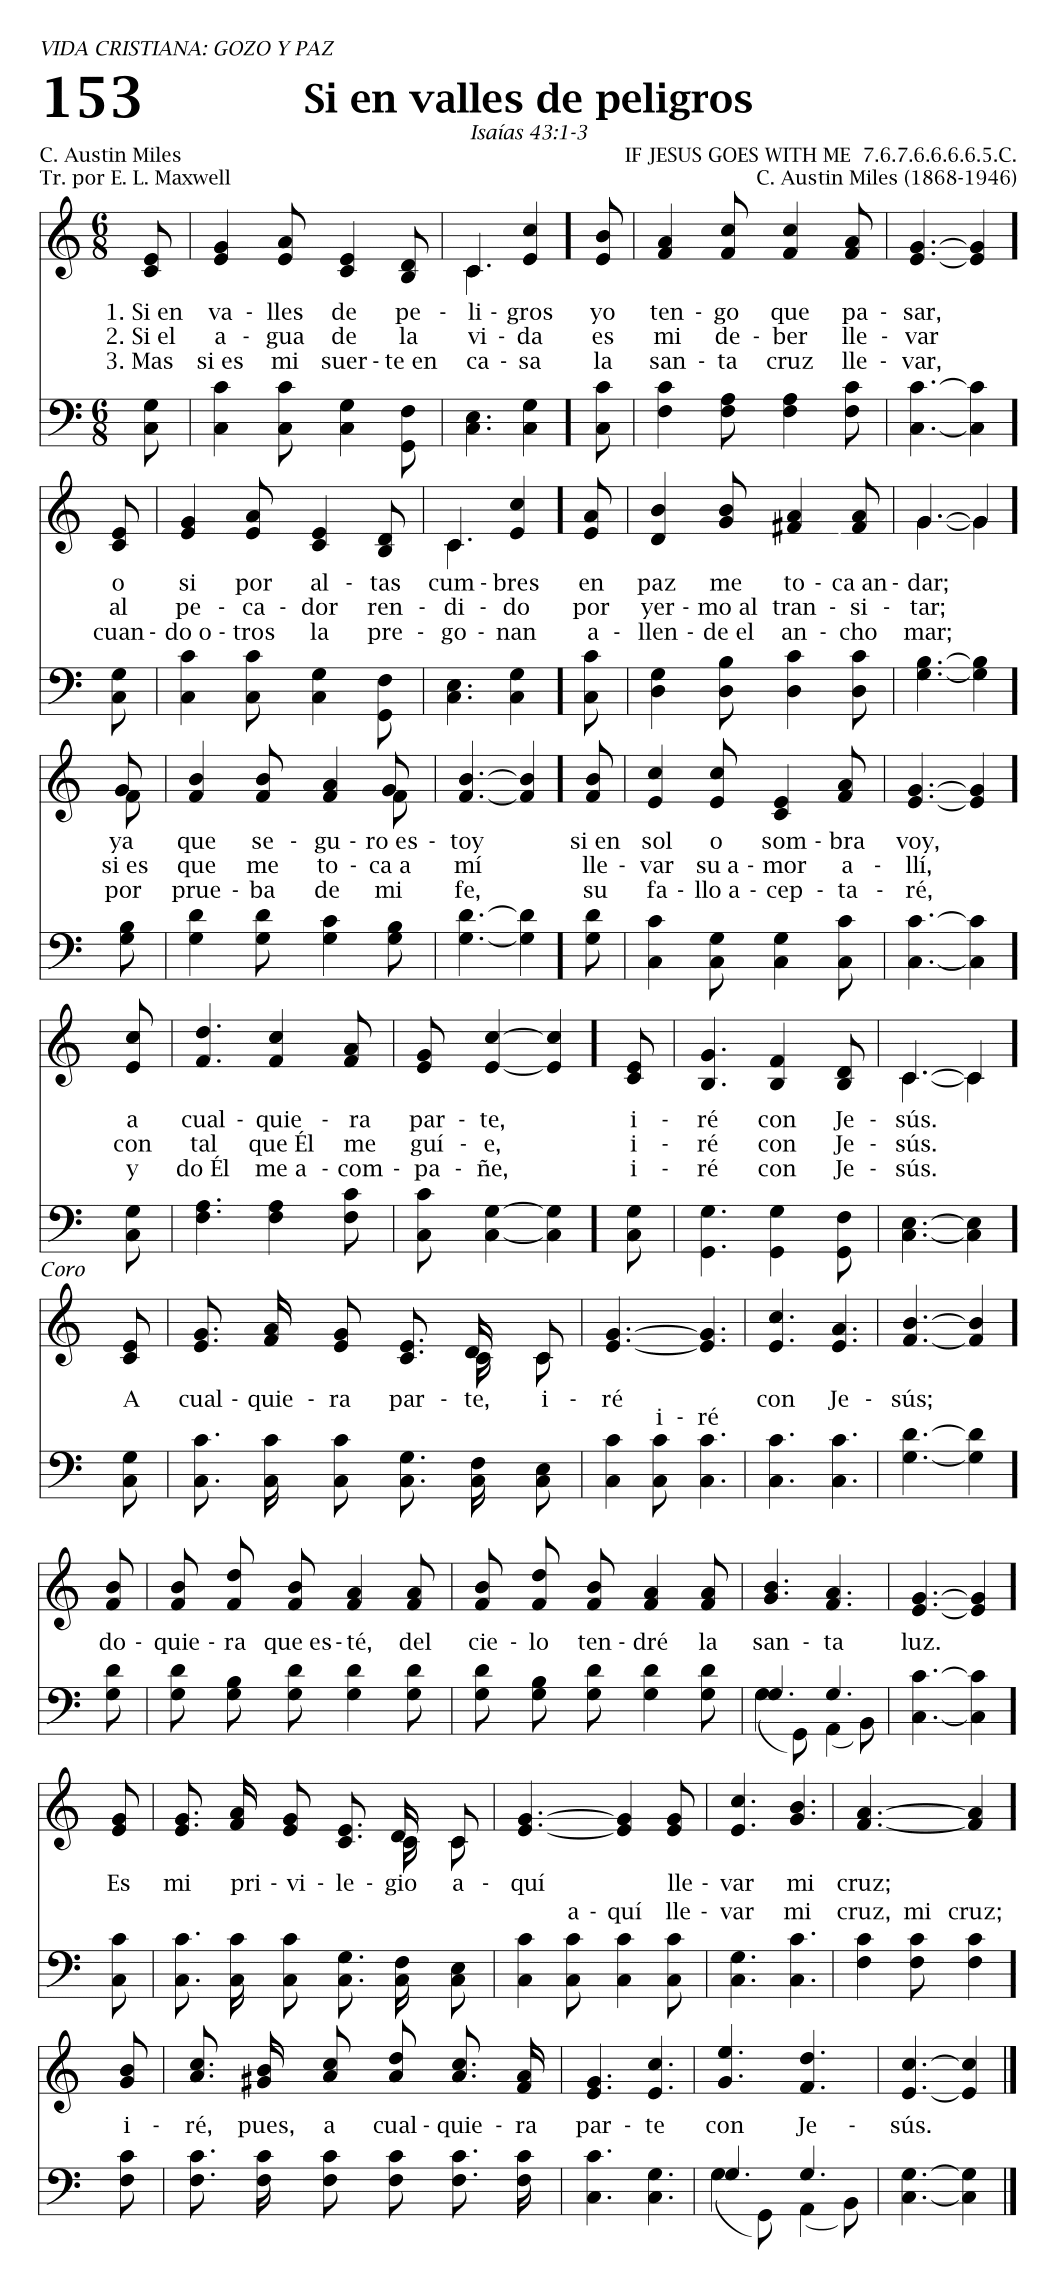 VIDA CRISTIANA: GOZO Y PAZ
153 Si en valles de peligros
Isaías 43:1-3
C. Austin Miles IF JESUS GOES WITH ME 7.6.7.6.6.6.6.5.C.
Tr. por E. L. Maxwell C. Austin Miles (1868-1946)
6 8
1. Si en va - lles de pe - li - gros yo ten - go que pa - sar,
2. Si el a - gua de la vi - da es mi de - ber lle - var
3. Mas si es mi suer - te en ca - sa la san - ta cruz lle - var,
6 8
o si por al - tas cum - bres en paz me to - ca an - dar;
al pe - ca - dor ren - di - do por yer - mo al tran - si - tar;
cuan - do o - tros la pre - go - nan a - llen - de el an - cho mar;
ya que se - gu - ro es - toy si en sol o som - bra voy,
si es que me to - ca a mí lle - var su a - mor a - llí,
por prue - ba de mi fe, su fa - llo a - cep - ta - ré,
a cual - quie - ra par - te, i - ré con Je - sús.
con tal que Él me guí - e, i - ré con Je - sús.
y do Él me a - com - pa - ñe, i - ré con Je - sús.
Coro
A cual - quie - ra par - te, i - ré con Je - sús;
i - ré
do - quie - ra que es - té, del cie - lo ten - dré la san - ta luz.
Es mi pri - vi - le - gio a - quí lle - var mi cruz;
a - quí lle - var mi cruz, mi cruz;
i - ré, pues, a cual - quie - ra par - te con Je - sús.